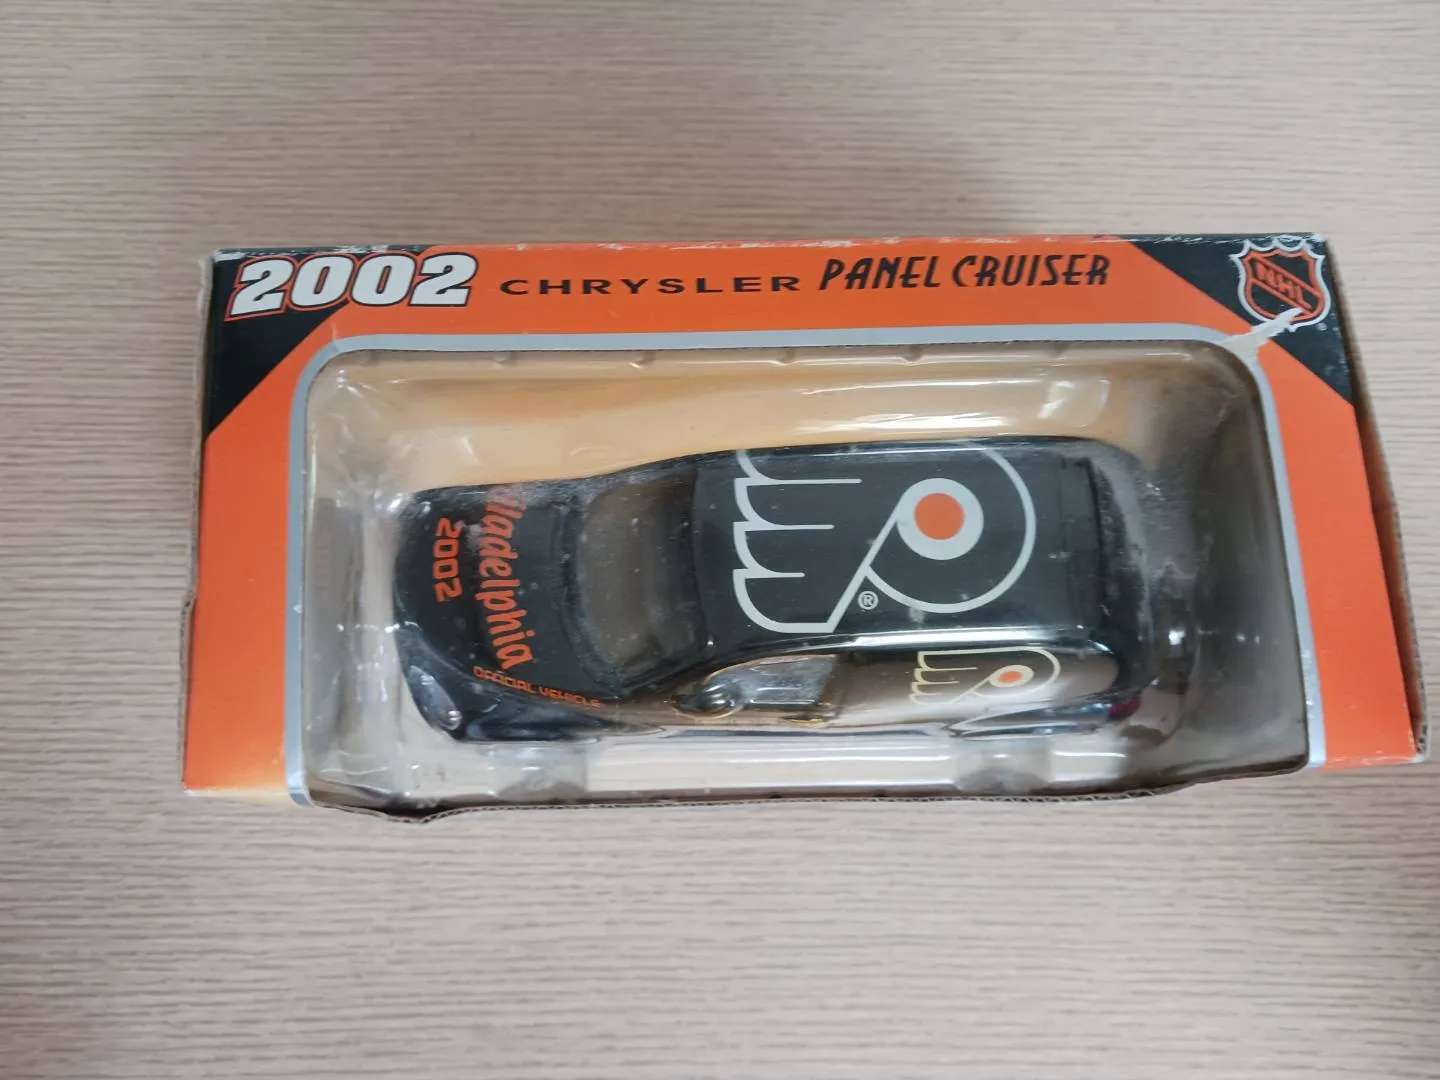 2002 CHRYSLER PANEL CRUISER
NHL
2002
OFFICIAL VEHICLE
®